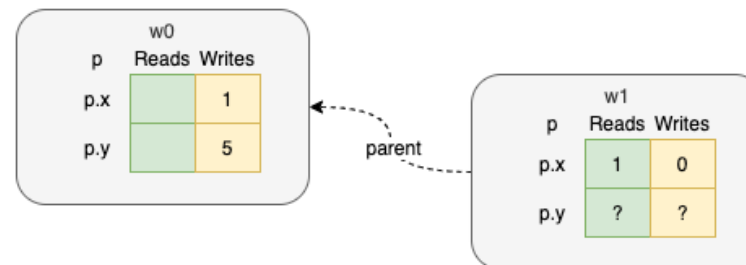 w0
p Reads Writes
p.x 1
p.y 5
parent
w1
p Reads Writes
p.x 1 0
p.y ? ?